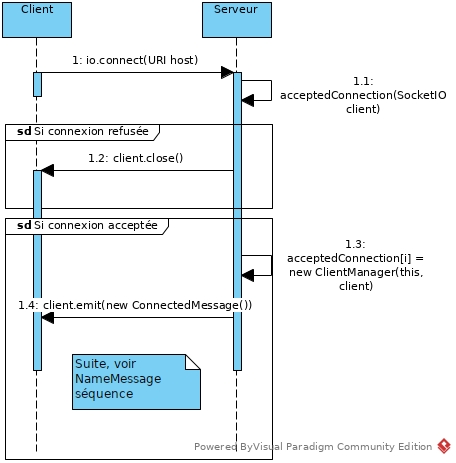 Client
Serveur
1: io.connect(URI host)
1.1:
acceptedConnection(SocketIO
client)
sd Si connexion refusée
1.2: client.close()
sd Si connexion acceptée
1.3:
acceptedConnection[i] =
new ClientManager(this,
client)
1.4: client.emit(new ConnectedMessage())
Suite, voir
NameMessage
séquence
Powered ByVisual Paradigm Community Edition